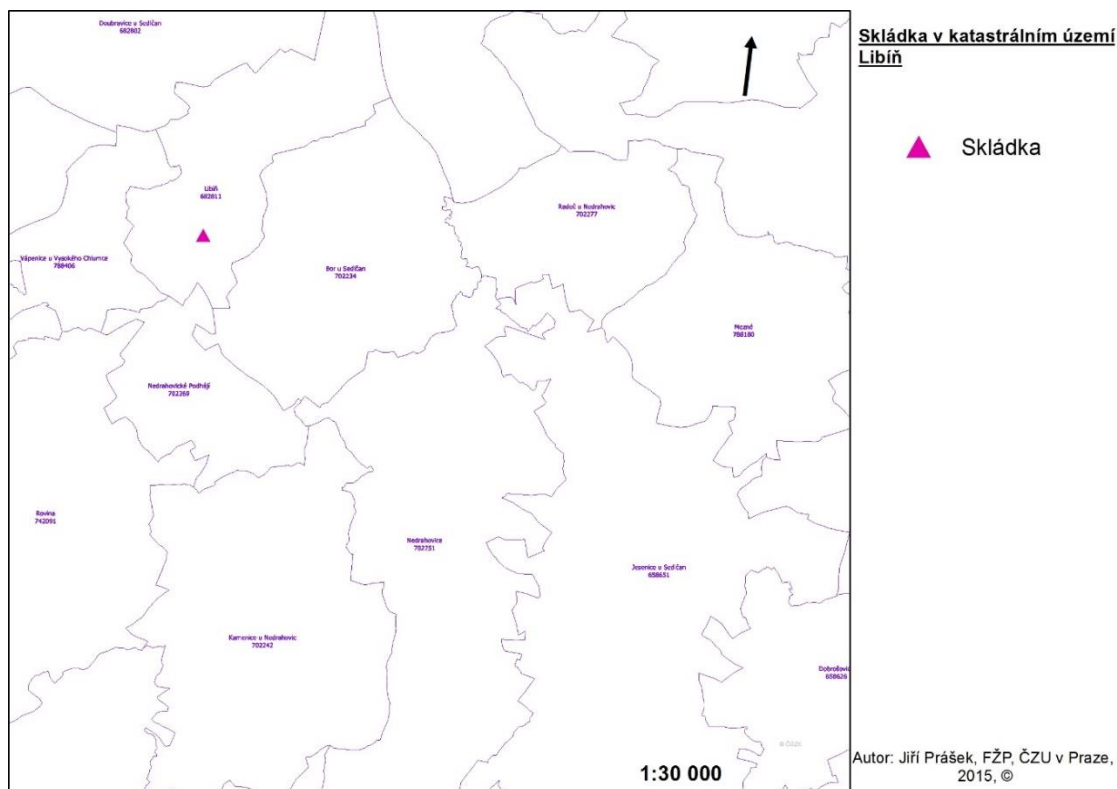 Doubravice u Sedlčan
682802
Skládka v katastrálním území
Libíň
Skládka
Libíň
682811
Radeč u Nedrahovic
702277
Vápenice u Vysokého Chlumce
788406
Bor u Sedlčan
702234
788180
Nedrahovické Podhájí
702269
Rovina
742091
Nedrahovice
702251
Jesenice u Sedlčan
658651
Kamenice u Nedrahovic
702242
658626
1:30 000
Autor: Jiří Prášek, FŽP, ČZU v Praze,
2015, ©